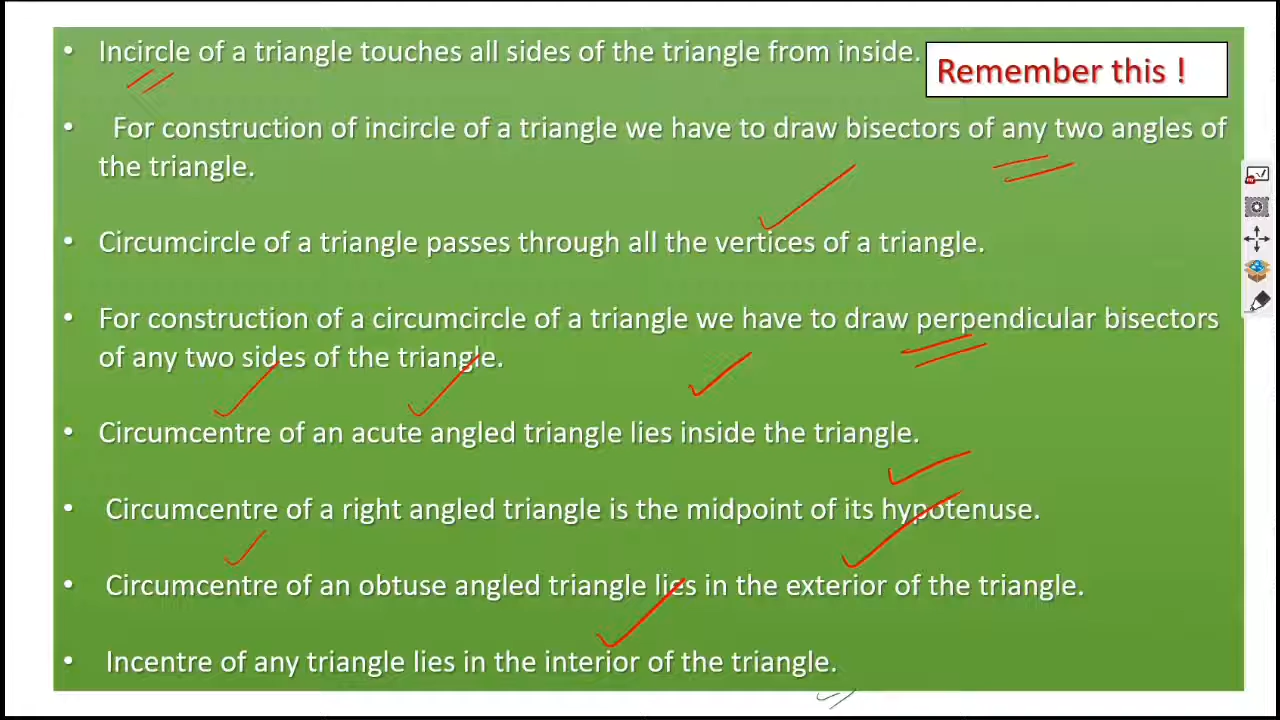 • Incircle of a triangle touches all sides of the triangle from inside.
Remember this !
• For construction of incircle of a triangle we have to draw bisectors of any two angles of
the triangle.
• Circumcircle of a triangle passes through all the vertices of a triangle.
• For construction of a circumcircle of a triangle we have to draw perpendicular bisectors
of any two sides of the triangle.
• Circumcentre of an acute angled triangle lies inside the triangle.
• Circumcentre of a right angled triangle is the midpoint of its hypotenuse.
• Circumcentre of an obtuse angled triangle lies in the exterior of the triangle.
• Incentre of any triangle lies in the interior of the triangle.